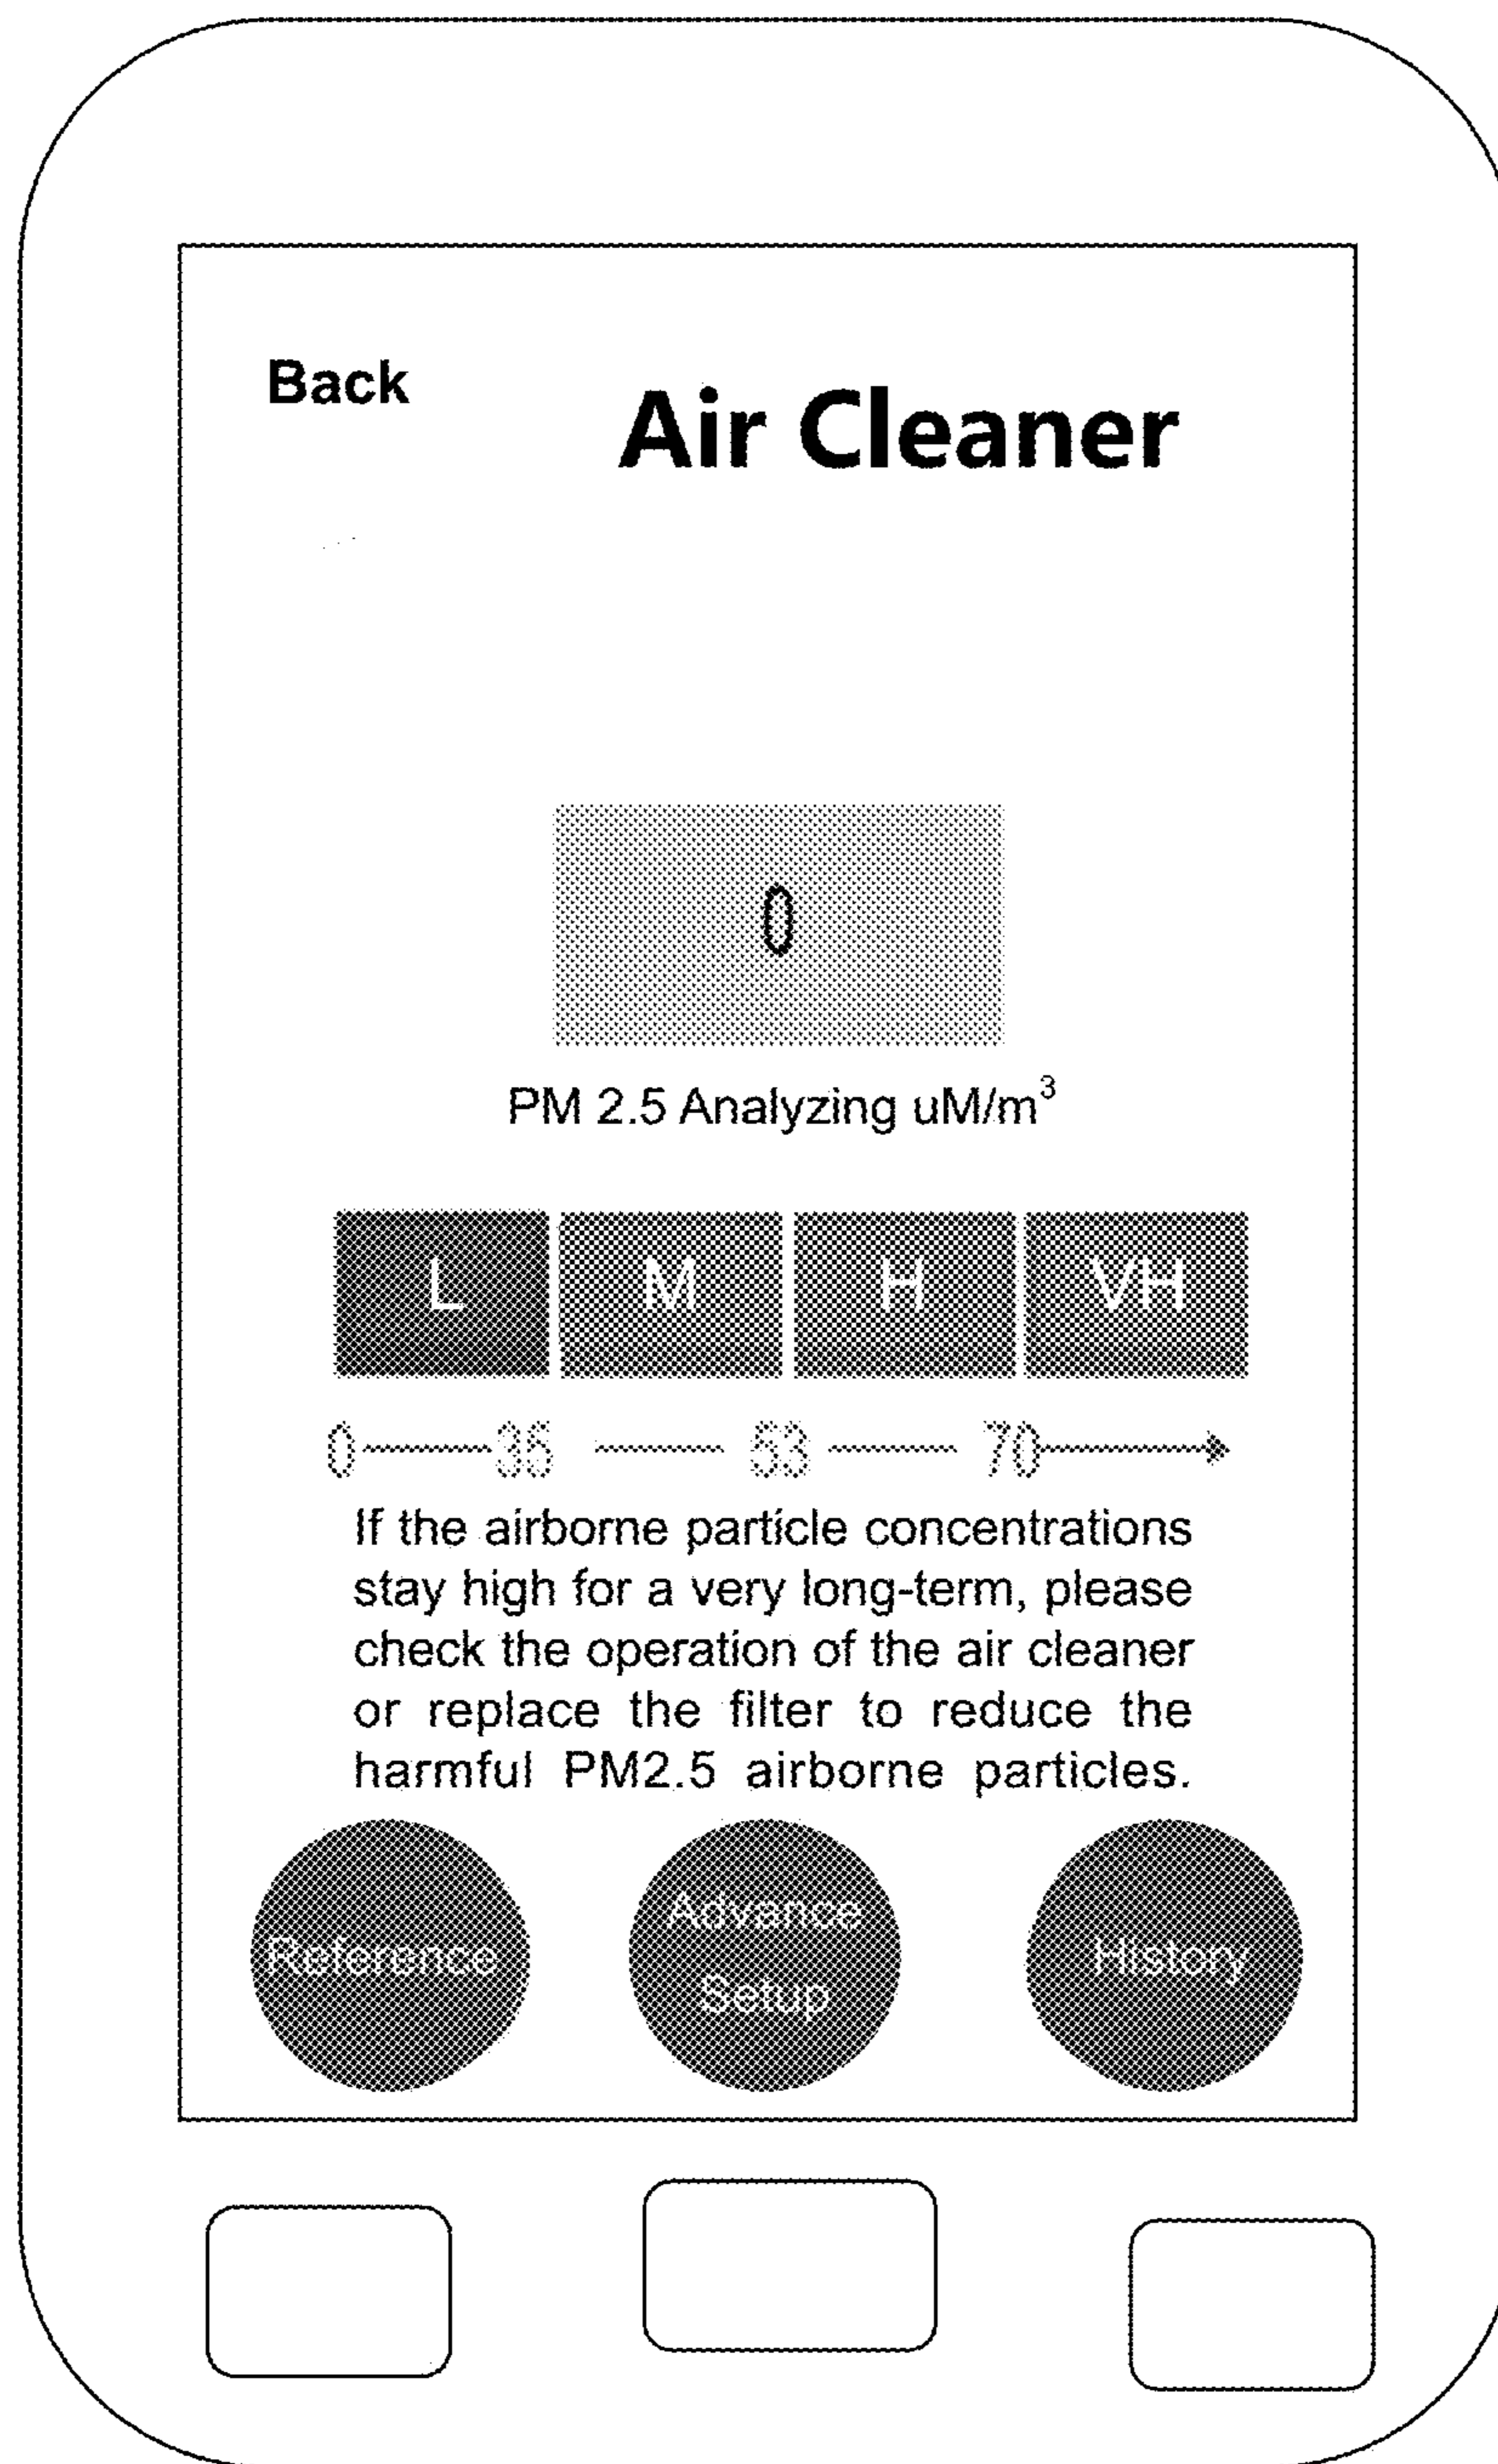 Back
Air Cleaner
0
PM 2.5 Analyzing uM/m³
L M H VH
0 35 53 70
If the airborne particle concentrations
stay high for a very long-term, please
check the operation of the air cleaner
or replace the filter to reduce the
harmful PM2.5 airborne particles.
Reference
Advance
Setup
History